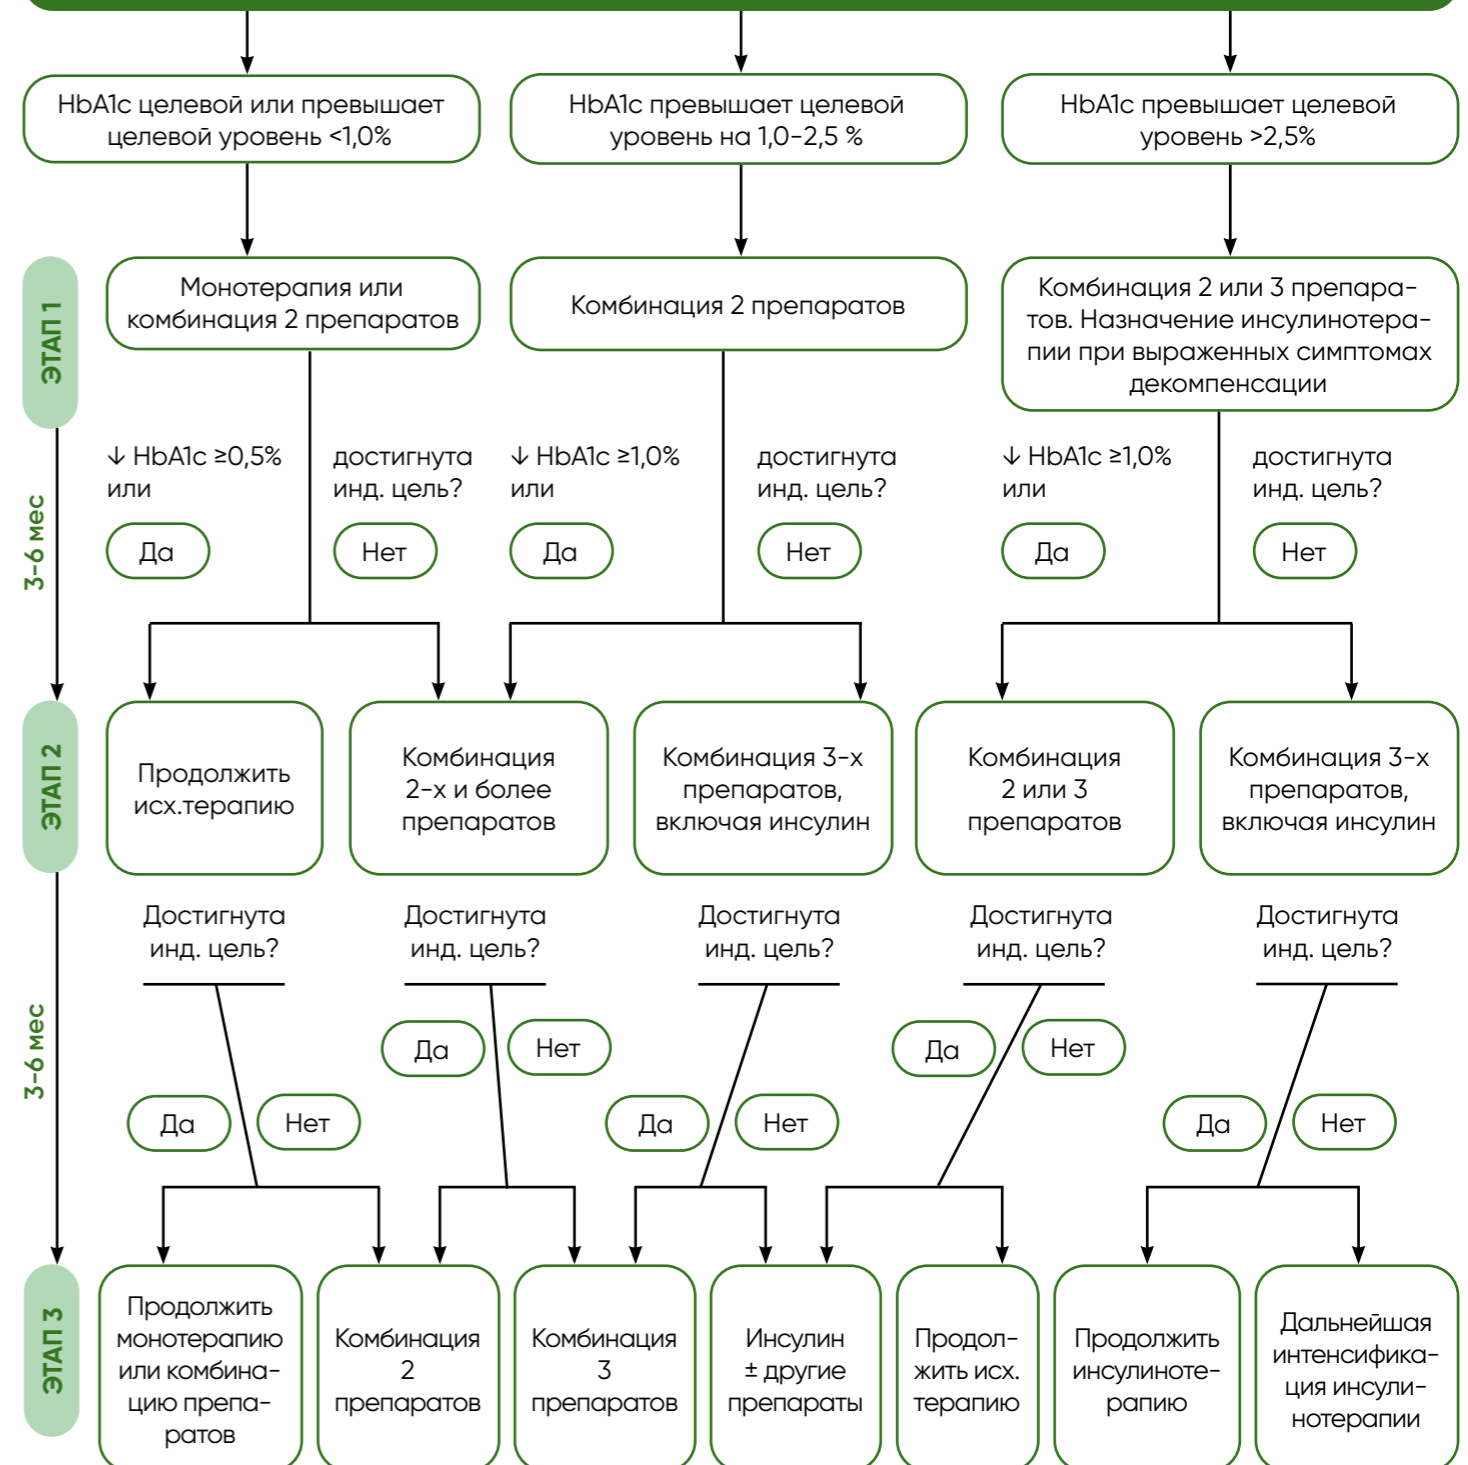 HbA1c целевой или превышает
целевой уровень <1,0%
HbA1c превышает целевой
уровень на 1,0-2,5 %
HbA1c превышает целевой
уровень >2,5%
ЭТАП 1
Монотерапия или
комбинация 2 препаратов
Комбинация 2 препаратов
Комбинация 2 или 3 препара-
тов. Назначение инсулинотера-
пии при выраженных симптомах
декомпенсации
3-6 мес
↓ HbA1c ≥0,5%
или
достигнута
инд. цель?
Да
Нет
↓ HbA1c ≥1,0%
или
достигнута
инд. цель?
Да
Нет
↓ HbA1c ≥1,0%
или
достигнута
инд. цель?
Да
Нет
ЭТАП 2
Продолжить
исх.терапию
Комбинация
2-х и более
препаратов
Комбинация 3-х
препаратов,
включая инсулин
Комбинация
2 или 3
препаратов
Комбинация 3-х
препаратов,
включая инсулин
3-6 мес
Достигнута
инд. цель?
Да
Нет
Достигнута
инд. цель?
Да
Нет
Достигнута
инд. цель?
Да
Нет
Достигнута
инд. цель?
Да
Нет
Достигнута
инд. цель?
Да
Нет
ЭТАП 3
Продолжить
монотерапию
или комбина-
цию препа-
ратов
Комбинация
2
препаратов
Комбинация
3
препаратов
Инсулин
± другие
препараты
Продол-
жить исх.
терапию
Продолжить
инсулиноте-
рапию
Дальнейшая
интенсифика-
ция инсули-
нотерапии